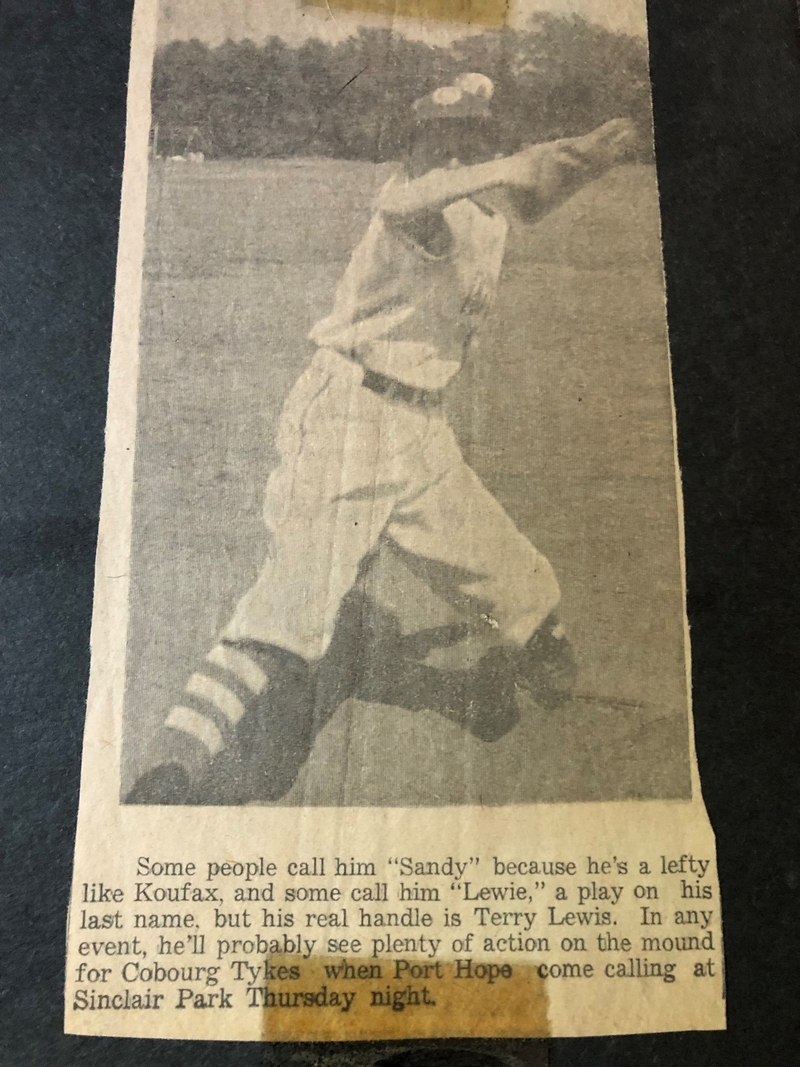 Some people call him “Sandy” because he's a lefty
like Koufax, and some call him “Lewie,” a play on his
last name, but his real handle is Terry Lewis. In any
event, he'll probably see plenty of action on the mound
for Cobourg Tykes when Port Hope come calling at
Sinclair Park Thursday night.